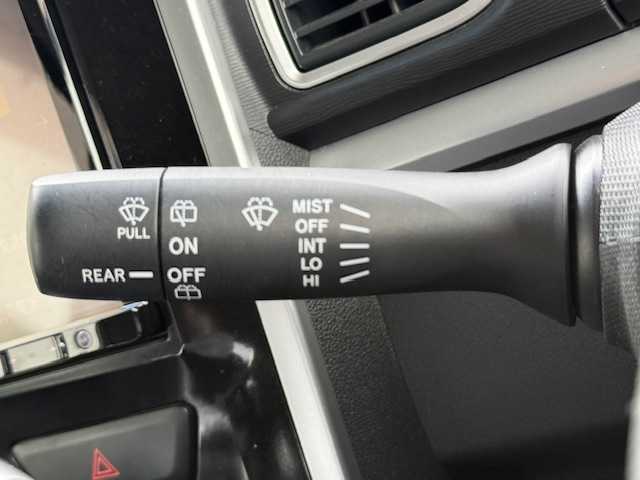 PULL
REAR
ON
OFF
MIST
OFF
INT
LO
HI